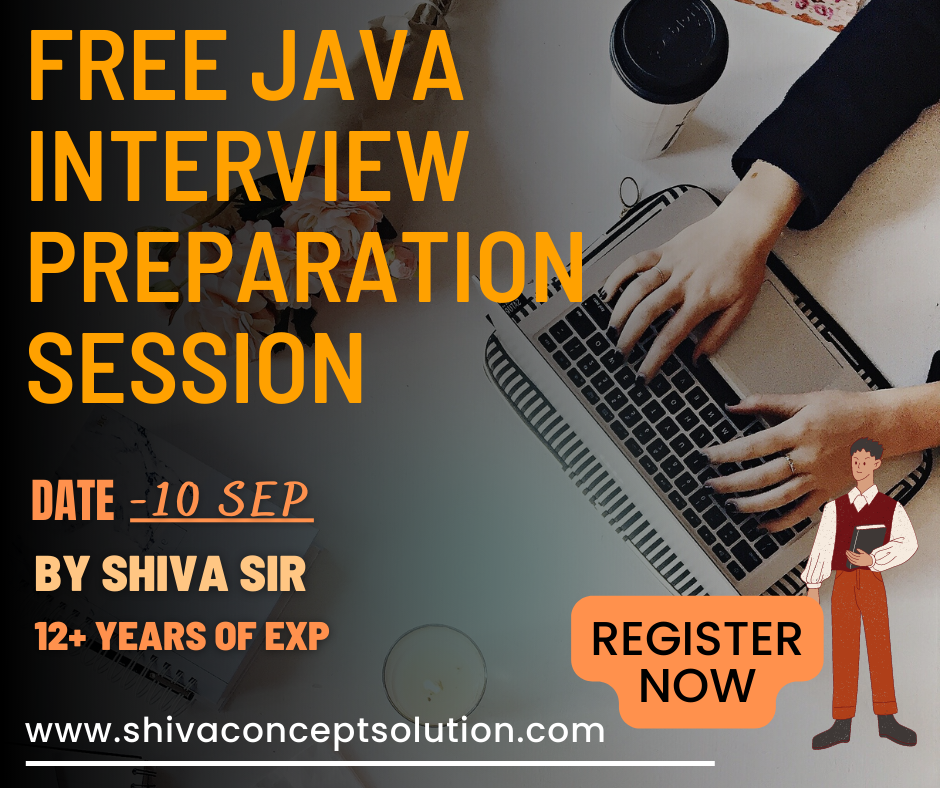 FREE JAVA
INTERVIEW
PREPARATION
SESSION
DATE -10 SEP
BY SHIVA SIR
12+ YEARS OF EXP
REGISTER
NOW
www.shivaconceptsolution.com